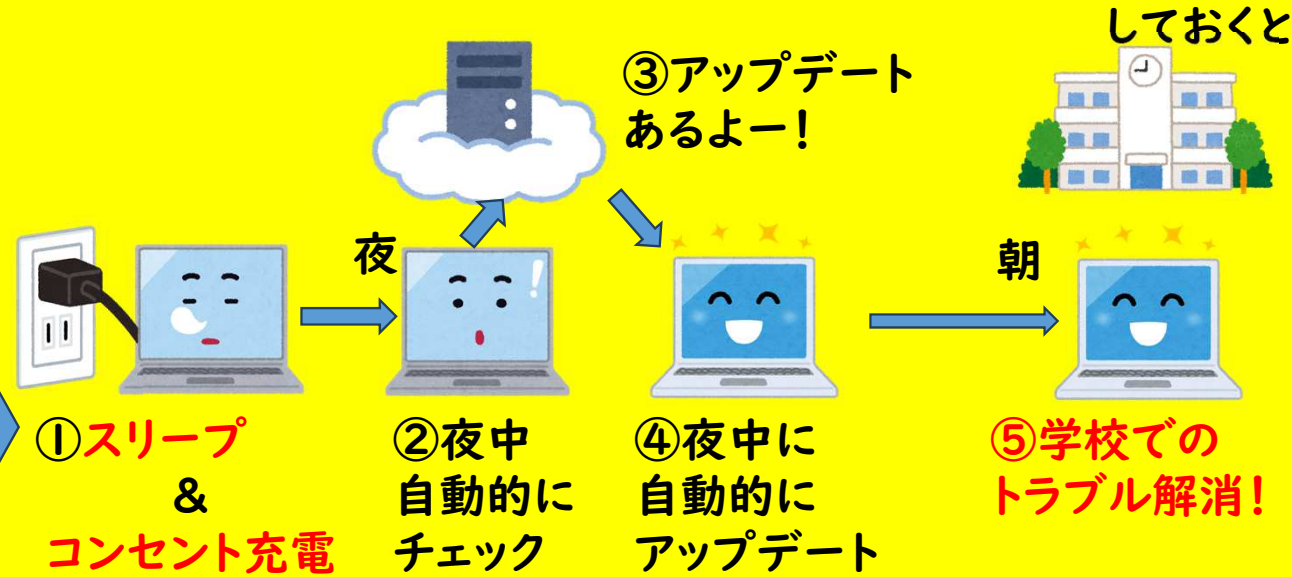 しておくと
③アップデート
あるよー！
夜
朝
①スリープ
&
コンセント充電
②夜中
自動的に
チェック
④夜中に
自動的に
アップデート
⑤学校での
トラブル解消！